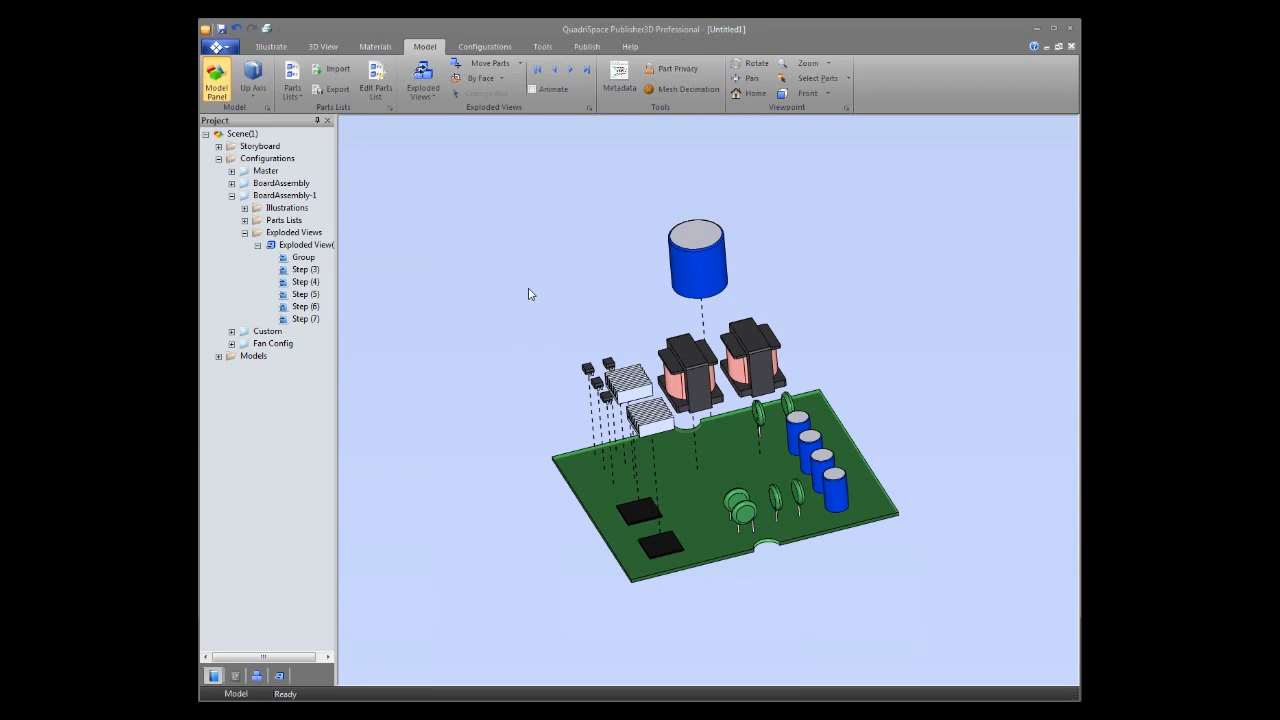 QuadriSpace Publisher3D Professional - [Untitled1]
Illustrate 3D View Materials Model Configurations Tools Publish Help
Model Panel
Up Axis
Model
Parts Lists
Import
Export
Edit Parts List
Parts Lists
Exploded Views
Move Parts
By Face
Animate
Exploded Views
Metadata
Part Privacy
Mesh Decimation
Tools
Rotate
Pan
Home
Zoom
Select Parts
Front
Viewpoint
Project
Scene(1)
Storyboard
Configurations
Master
BoardAssembly
BoardAssembly-1
Illustrations
Parts Lists
Exploded Views
Exploded View(
Group
Step (3)
Step (4)
Step (5)
Step (6)
Step (7)
Custom
Fan Config
Models
Model Ready